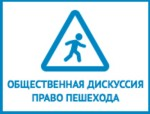 ОБЩЕСТВЕННАЯ ДИСКУССИЯ
ПРАВО ПЕШЕХОДА